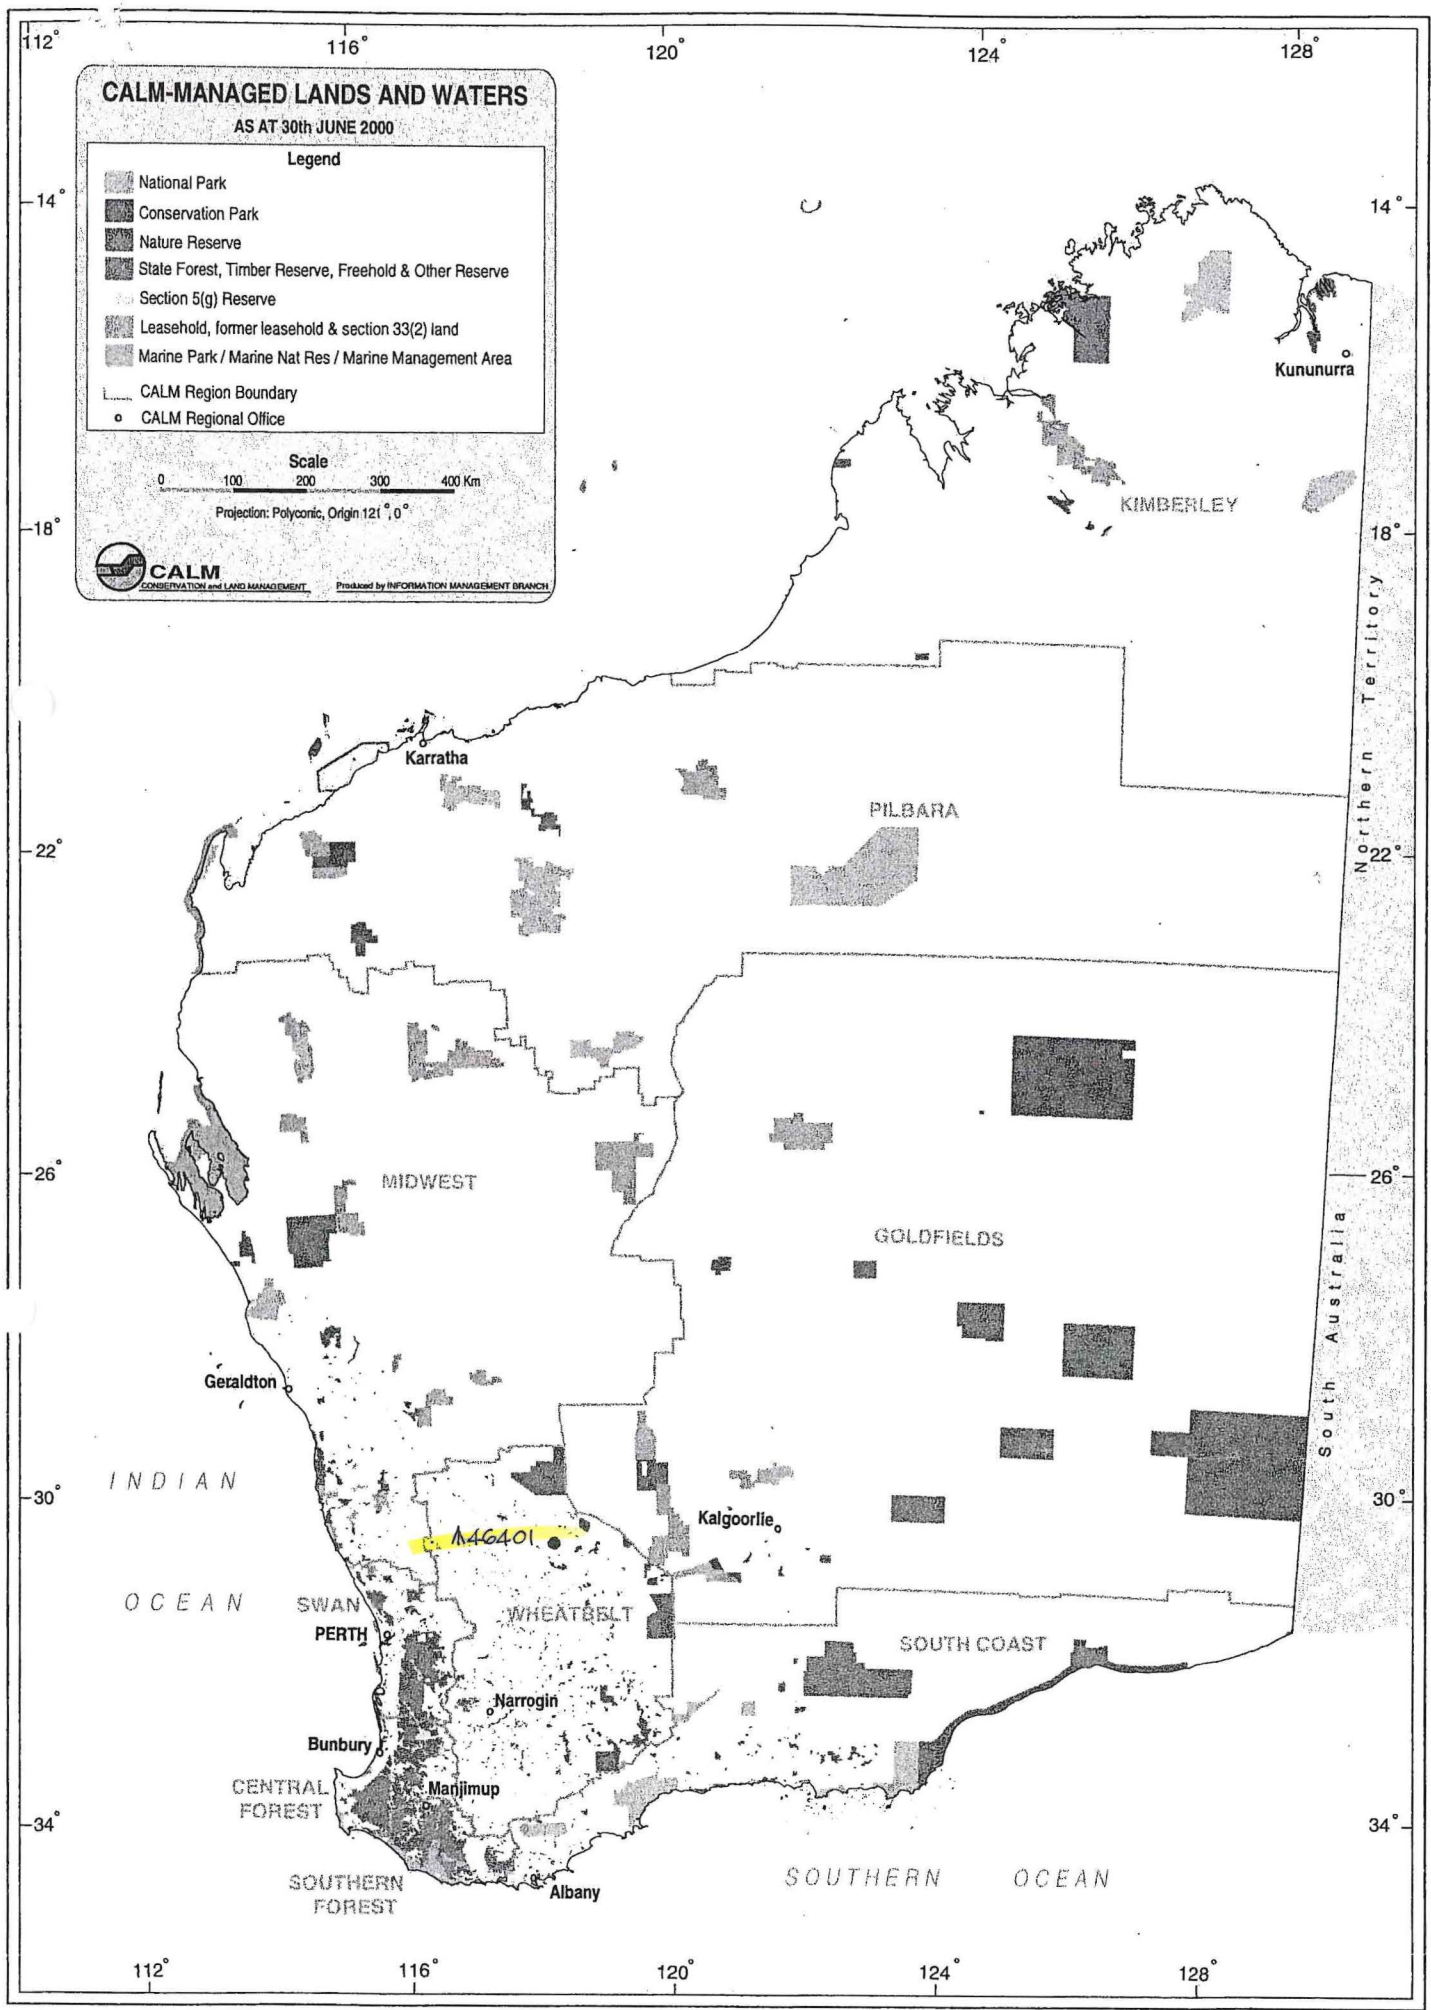 112°
116°
120°
124°
128°
CALM-MANAGED LANDS AND WATERS
AS AT 30th JUNE 2000
Legend
National Park
Conservation Park
Nature Reserve
State Forest, Timber Reserve, Freehold & Other Reserve
Section 5(g) Reserve
Leasehold, former leasehold & section 33(2) land
Marine Park / Marine Nat Res / Marine Management Area
CALM Region Boundary
CALM Regional Office
Scale
0 100 200 300 400 Km
Projection: Polyconic, Origin 121°, 0°
CALM
CONSERVATION and LAND MANAGEMENT
Produced by INFORMATION MANAGEMENT BRANCH
14°
14°
Kununurra
KIMBERLEY
18°
18°
Northern Territory
Karratha
PILBARA
22°
22°
26°
MIDWEST
26°
GOLDFIELDS
South Australia
Geraldton
INDIAN
30°
Kalgoorlie
30°
46401
OCEAN
SWAN
WHEATBELT
PERTH
SOUTH COAST
Narrogin
Bunbury
CENTRAL
FOREST
Manjimup
34°
34°
SOUTHERN OCEAN
SOUTHERN
FOREST
Albany
112°
116°
120°
124°
128°